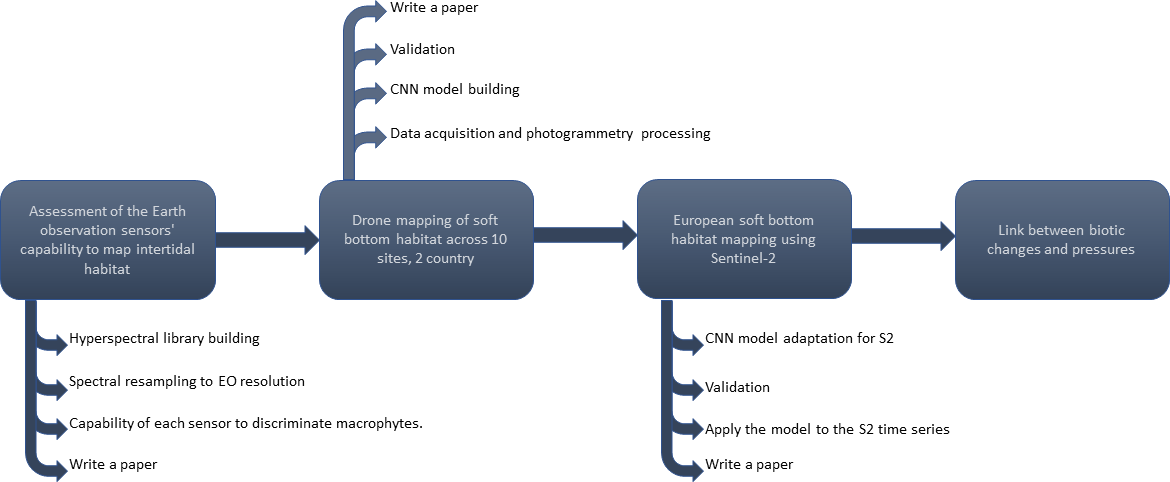 Write a paper
Validation
CNN model building
Data acquisition and photogrammetry processing
Assessment of the Earth
observation sensors'
capability to map intertidal
habitat
Drone mapping of soft
bottom habitat across 10
sites, 2 country
European soft bottom
habitat mapping using
Sentinel-2
Link between biotic
changes and pressures
Hyperspectral library building
Spectral resampling to EO resolution
Capability of each sensor to discriminate macrophytes.
Write a paper
CNN model adaptation for S2
Validation
Apply the model to the S2 time series
Write a paper